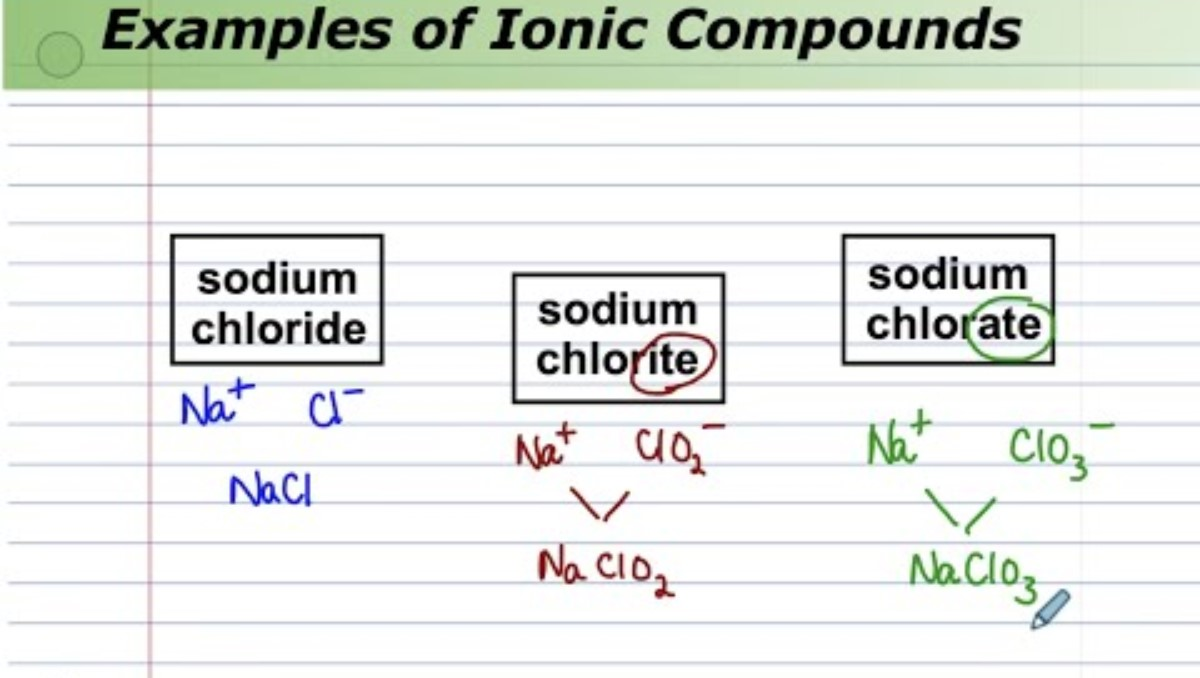 Examples of Ionic Compounds
sodium
chloride
Na⁺ Cl⁻
NaCl
sodium
chlorite
Na⁺ ClO₂⁻
NaClO₂
sodium
chlorate
Na⁺ ClO₃⁻
NaClO₃